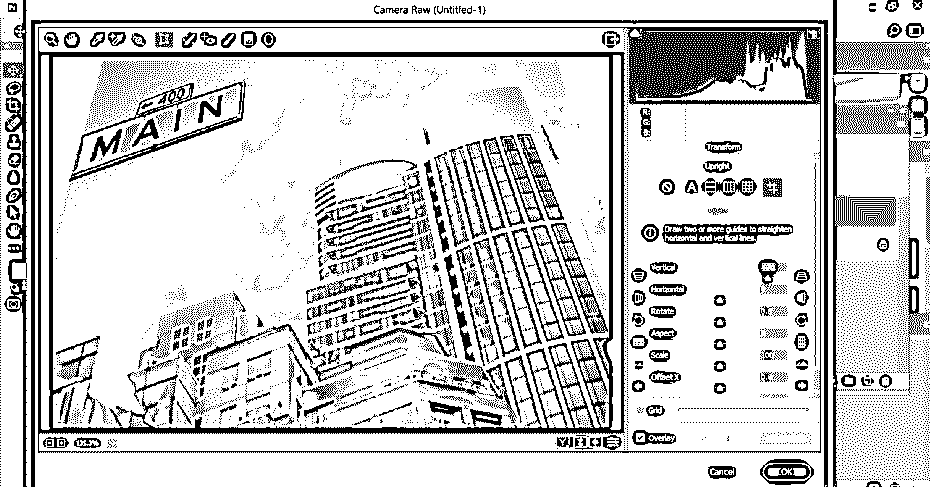 Camera Raw (Untitled-1)
← 400
MAIN
Transform
Upright
A
Draw two or more guides to straighten
horizontal and vertical lines.
Vertical
Horizontal
Rotate
Aspect
Scale
Offset X
Grid
Overlay
Y
Cancel
OK